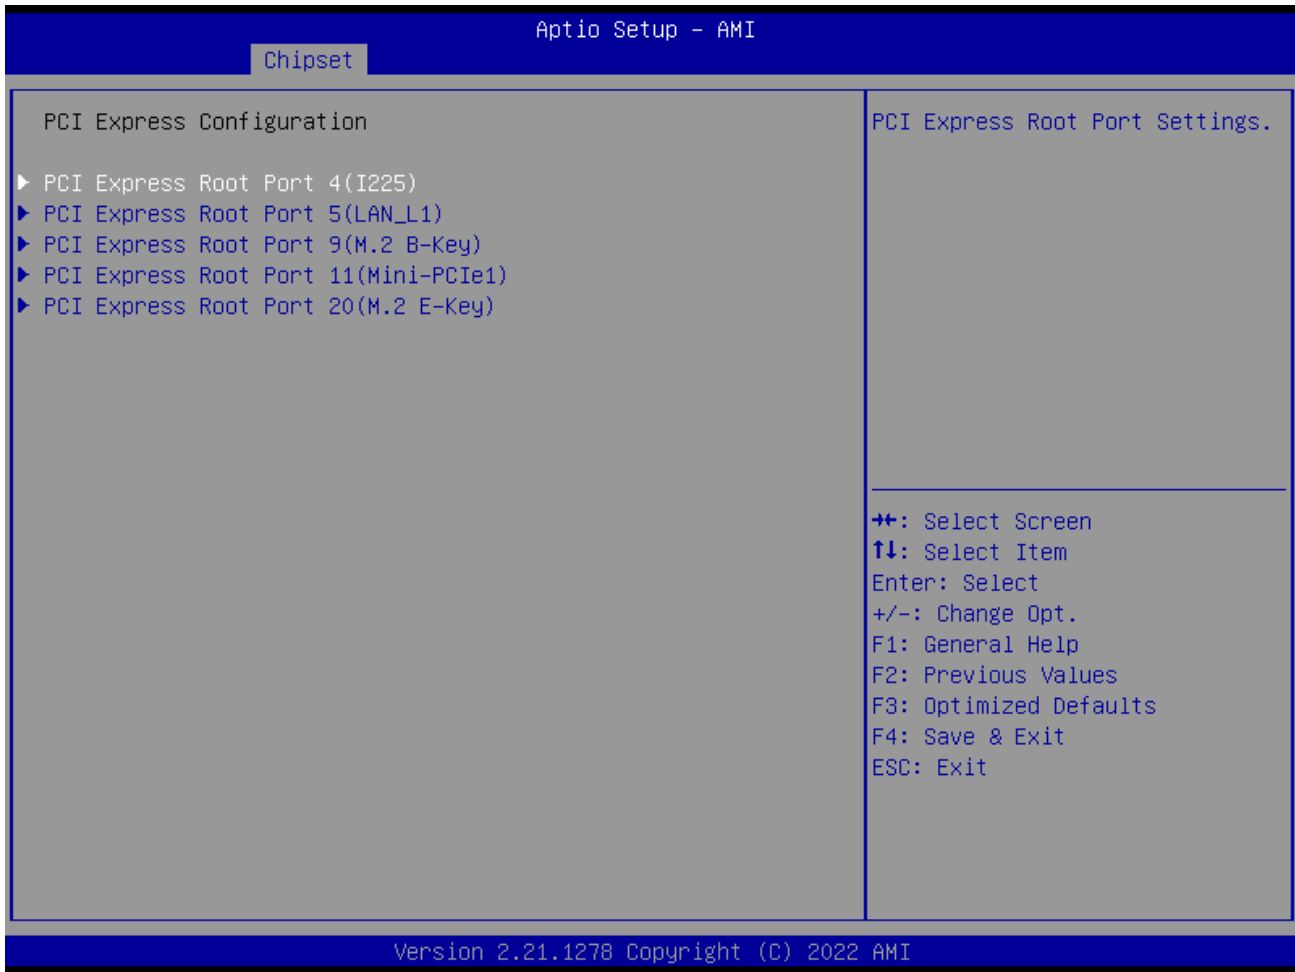 Aptio Setup – AMI
Chipset
PCI Express Configuration
PCI Express Root Port 4(I225)
PCI Express Root Port 5(LAN_L1)
PCI Express Root Port 9(M.2 B-Key)
PCI Express Root Port 11(Mini-PCIe1)
PCI Express Root Port 20(M.2 E-Key)
PCI Express Root Port Settings.
→←: Select Screen
↑↓: Select Item
Enter: Select
+/-: Change Opt.
F1: General Help
F2: Previous Values
F3: Optimized Defaults
F4: Save & Exit
ESC: Exit
Version 2.21.1278 Copyright (C) 2022 AMI